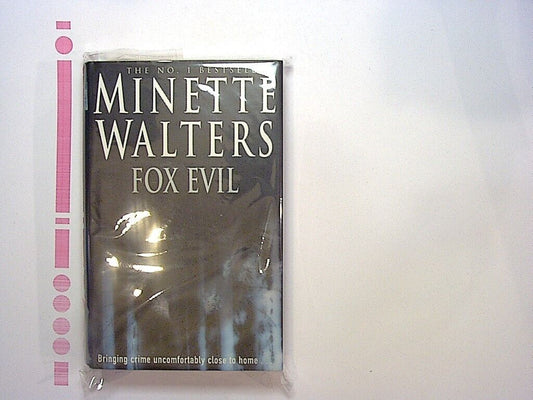 THE NO. 1 BESTSELLER
MINETTE
WALTERS
FOX EVIL
Bringing crime uncomfortably close to home